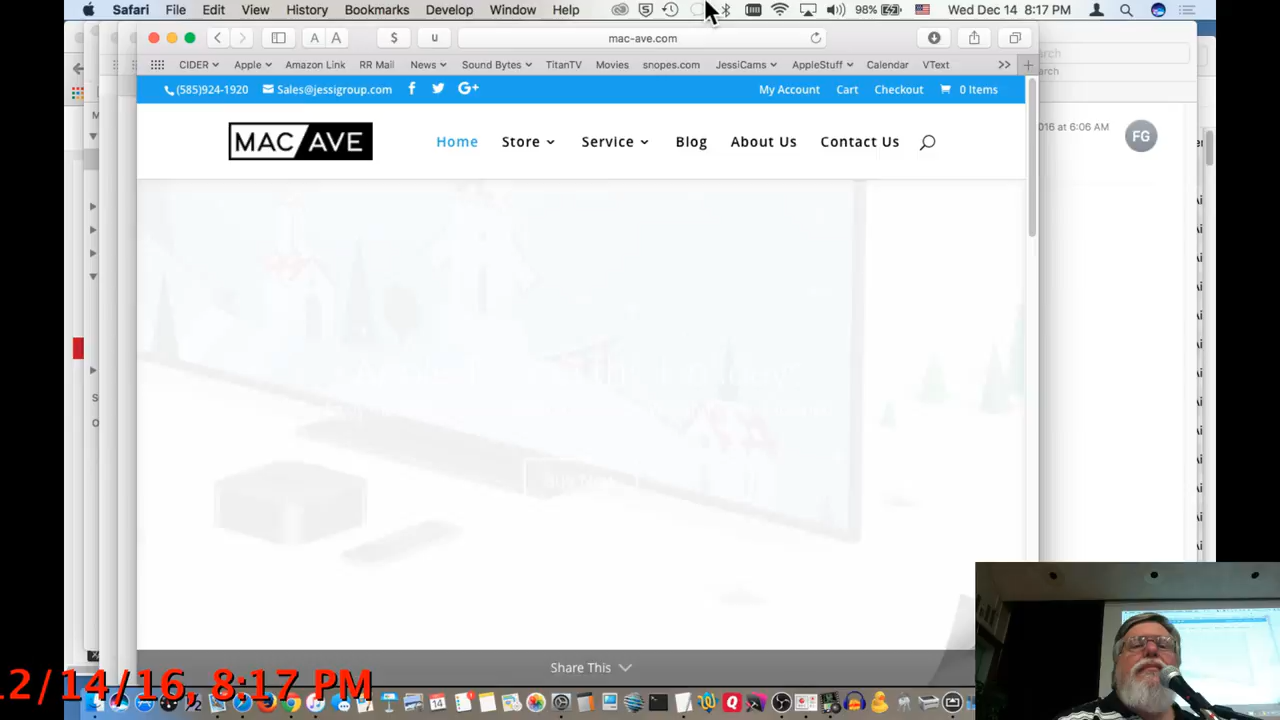 Safari File Edit View History Bookmarks Develop Window Help 98% Wed Dec 14 8:17 PM
A A $ u mac-ave.com
CIDER Apple Amazon Link RR Mail News Sound Bytes TitanTV Movies snopes.com JessiCams AppleStuff Calendar VText
arch
(585)924-1920 Sales@jessigroup.com My Account Cart Checkout 0 Items
016 at 6:06 AM FG
MAC AVE Home Store Service Blog About Us Contact Us
Share This
12/14/16, 8:17 PM